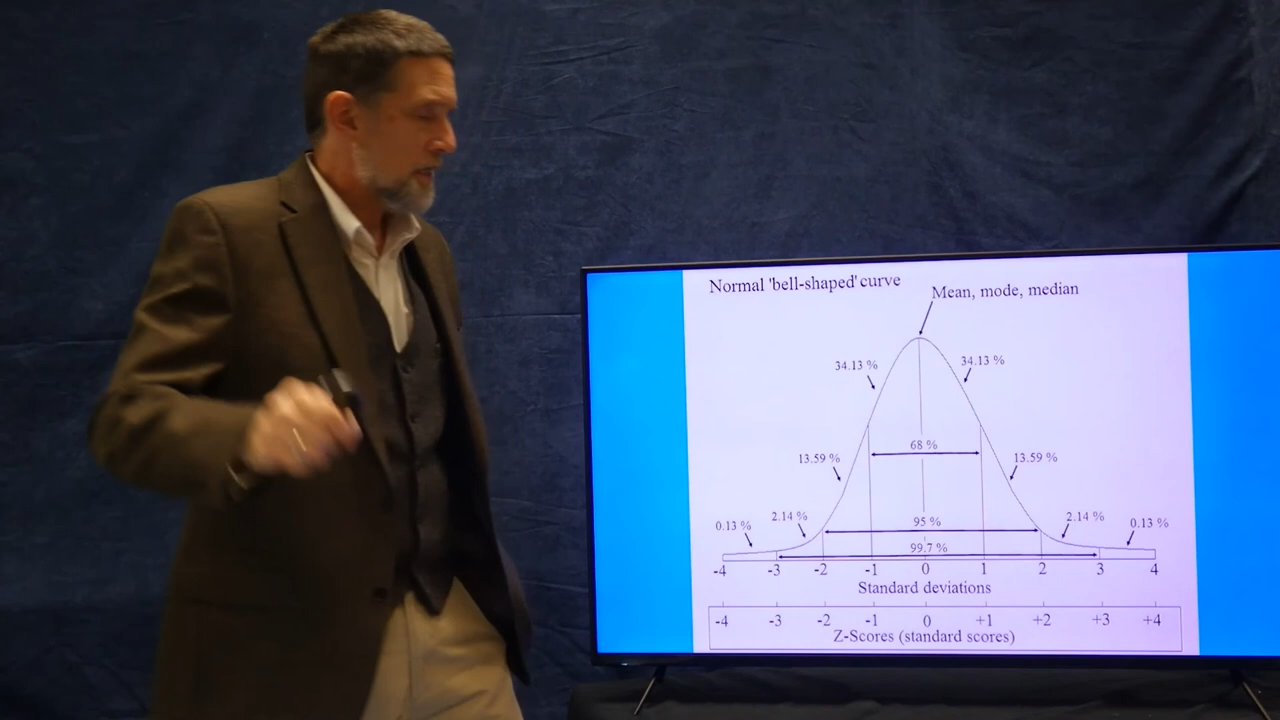 Normal 'bell-shaped' curve
Mean, mode, median
34.13 %
34.13 %
68 %
13.59 %
13.59 %
0.13 %
2.14 %
95 %
2.14 %
0.13 %
99.7 %
-4 -3 -2 -1 0 1 2 3 4
Standard deviations
-4 -3 -2 -1 0 +1 +2 +3 +4
Z-Scores (standard scores)